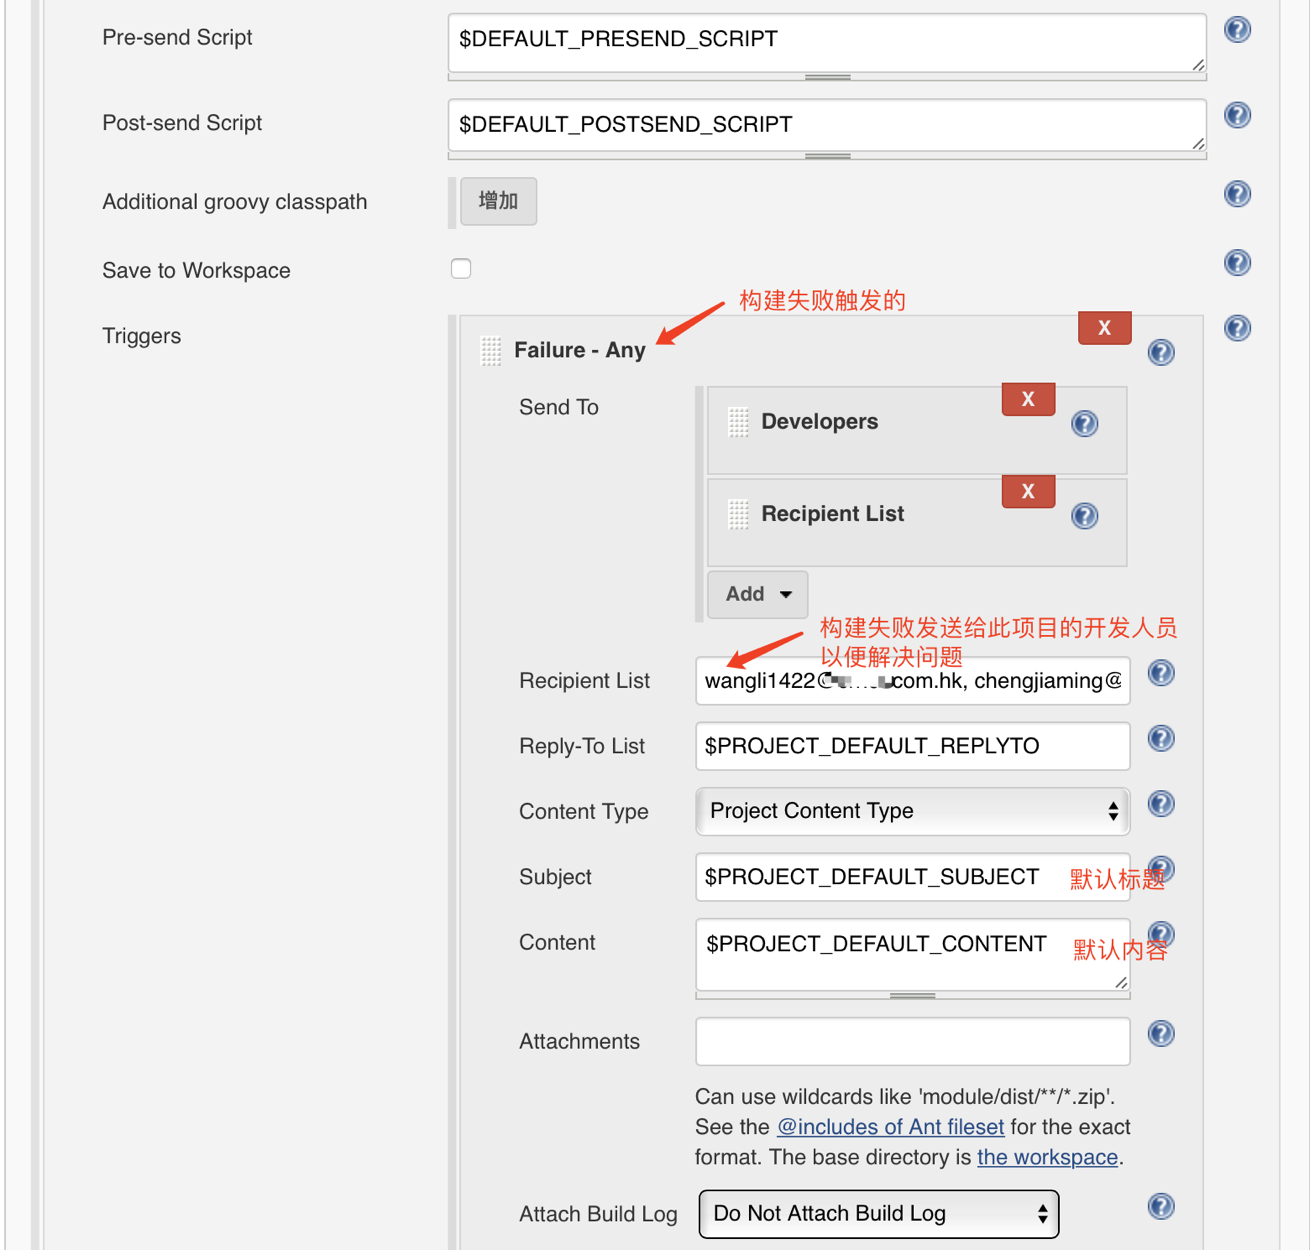 Pre-send Script
$DEFAULT_PRESEND_SCRIPT
Post-send Script
$DEFAULT_POSTSEND_SCRIPT
Additional groovy classpath
增加
Save to Workspace
构建失败触发的
Triggers
X
Failure - Any
Send To
X
Developers
X
Recipient List
Add
构建失败发送给此项目的开发人员
以便解决问题
Recipient List
wangli1422@ com.hk, chengjiaming@
Reply-To List
$PROJECT_DEFAULT_REPLYTO
Content Type
Project Content Type
Subject
$PROJECT_DEFAULT_SUBJECT
默认标题
Content
$PROJECT_DEFAULT_CONTENT
默认内容
Attachments
Can use wildcards like 'module/dist/**/*.zip'.
See the @includes of Ant fileset for the exact
format. The base directory is the workspace.
Attach Build Log
Do Not Attach Build Log